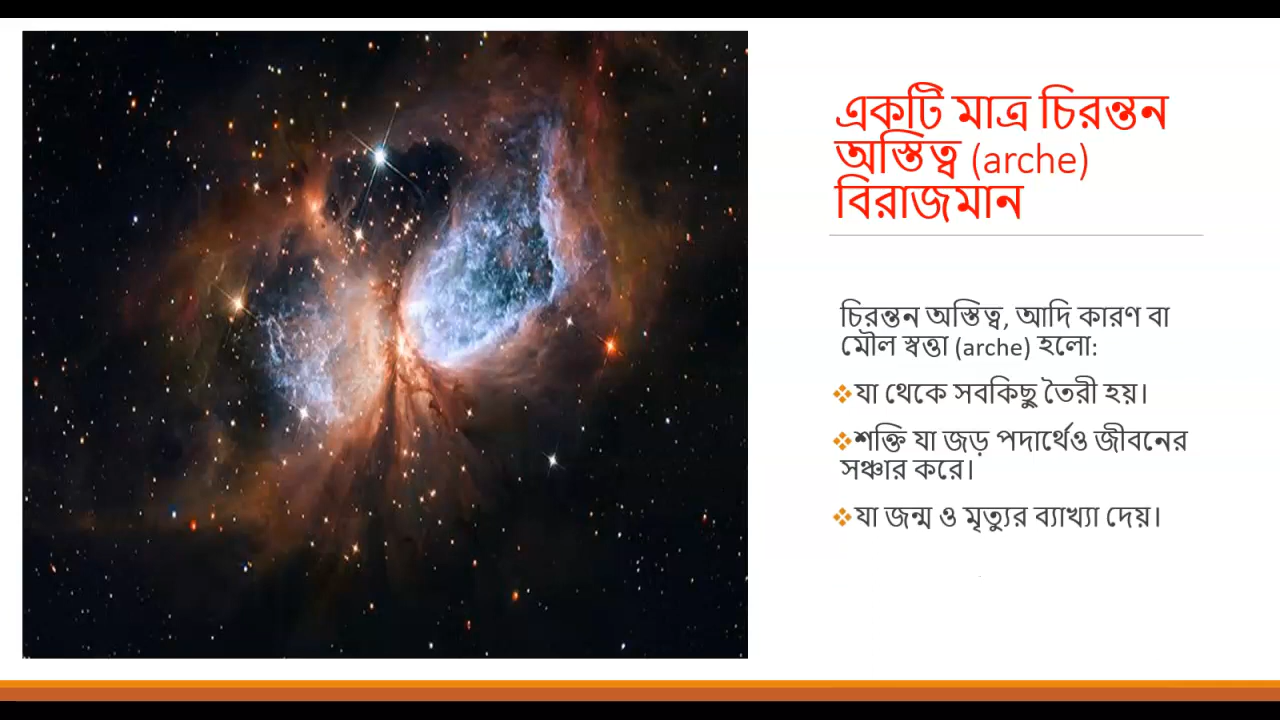 একটি মাত্র চিরন্তন
অস্তিত্ব (arche)
বিরাজমান
চিরন্তন অস্তিত্ব, আদি কারণ বা
মৌল স্বত্তা (arche) হলো:
❖যা থেকে সবকিছু তৈরী হয়।
❖শক্তি যা জড় পদার্থেও জীবনের
সঞ্চার করে।
❖যা জন্ম ও মৃত্যুর ব্যাখ্যা দেয়।